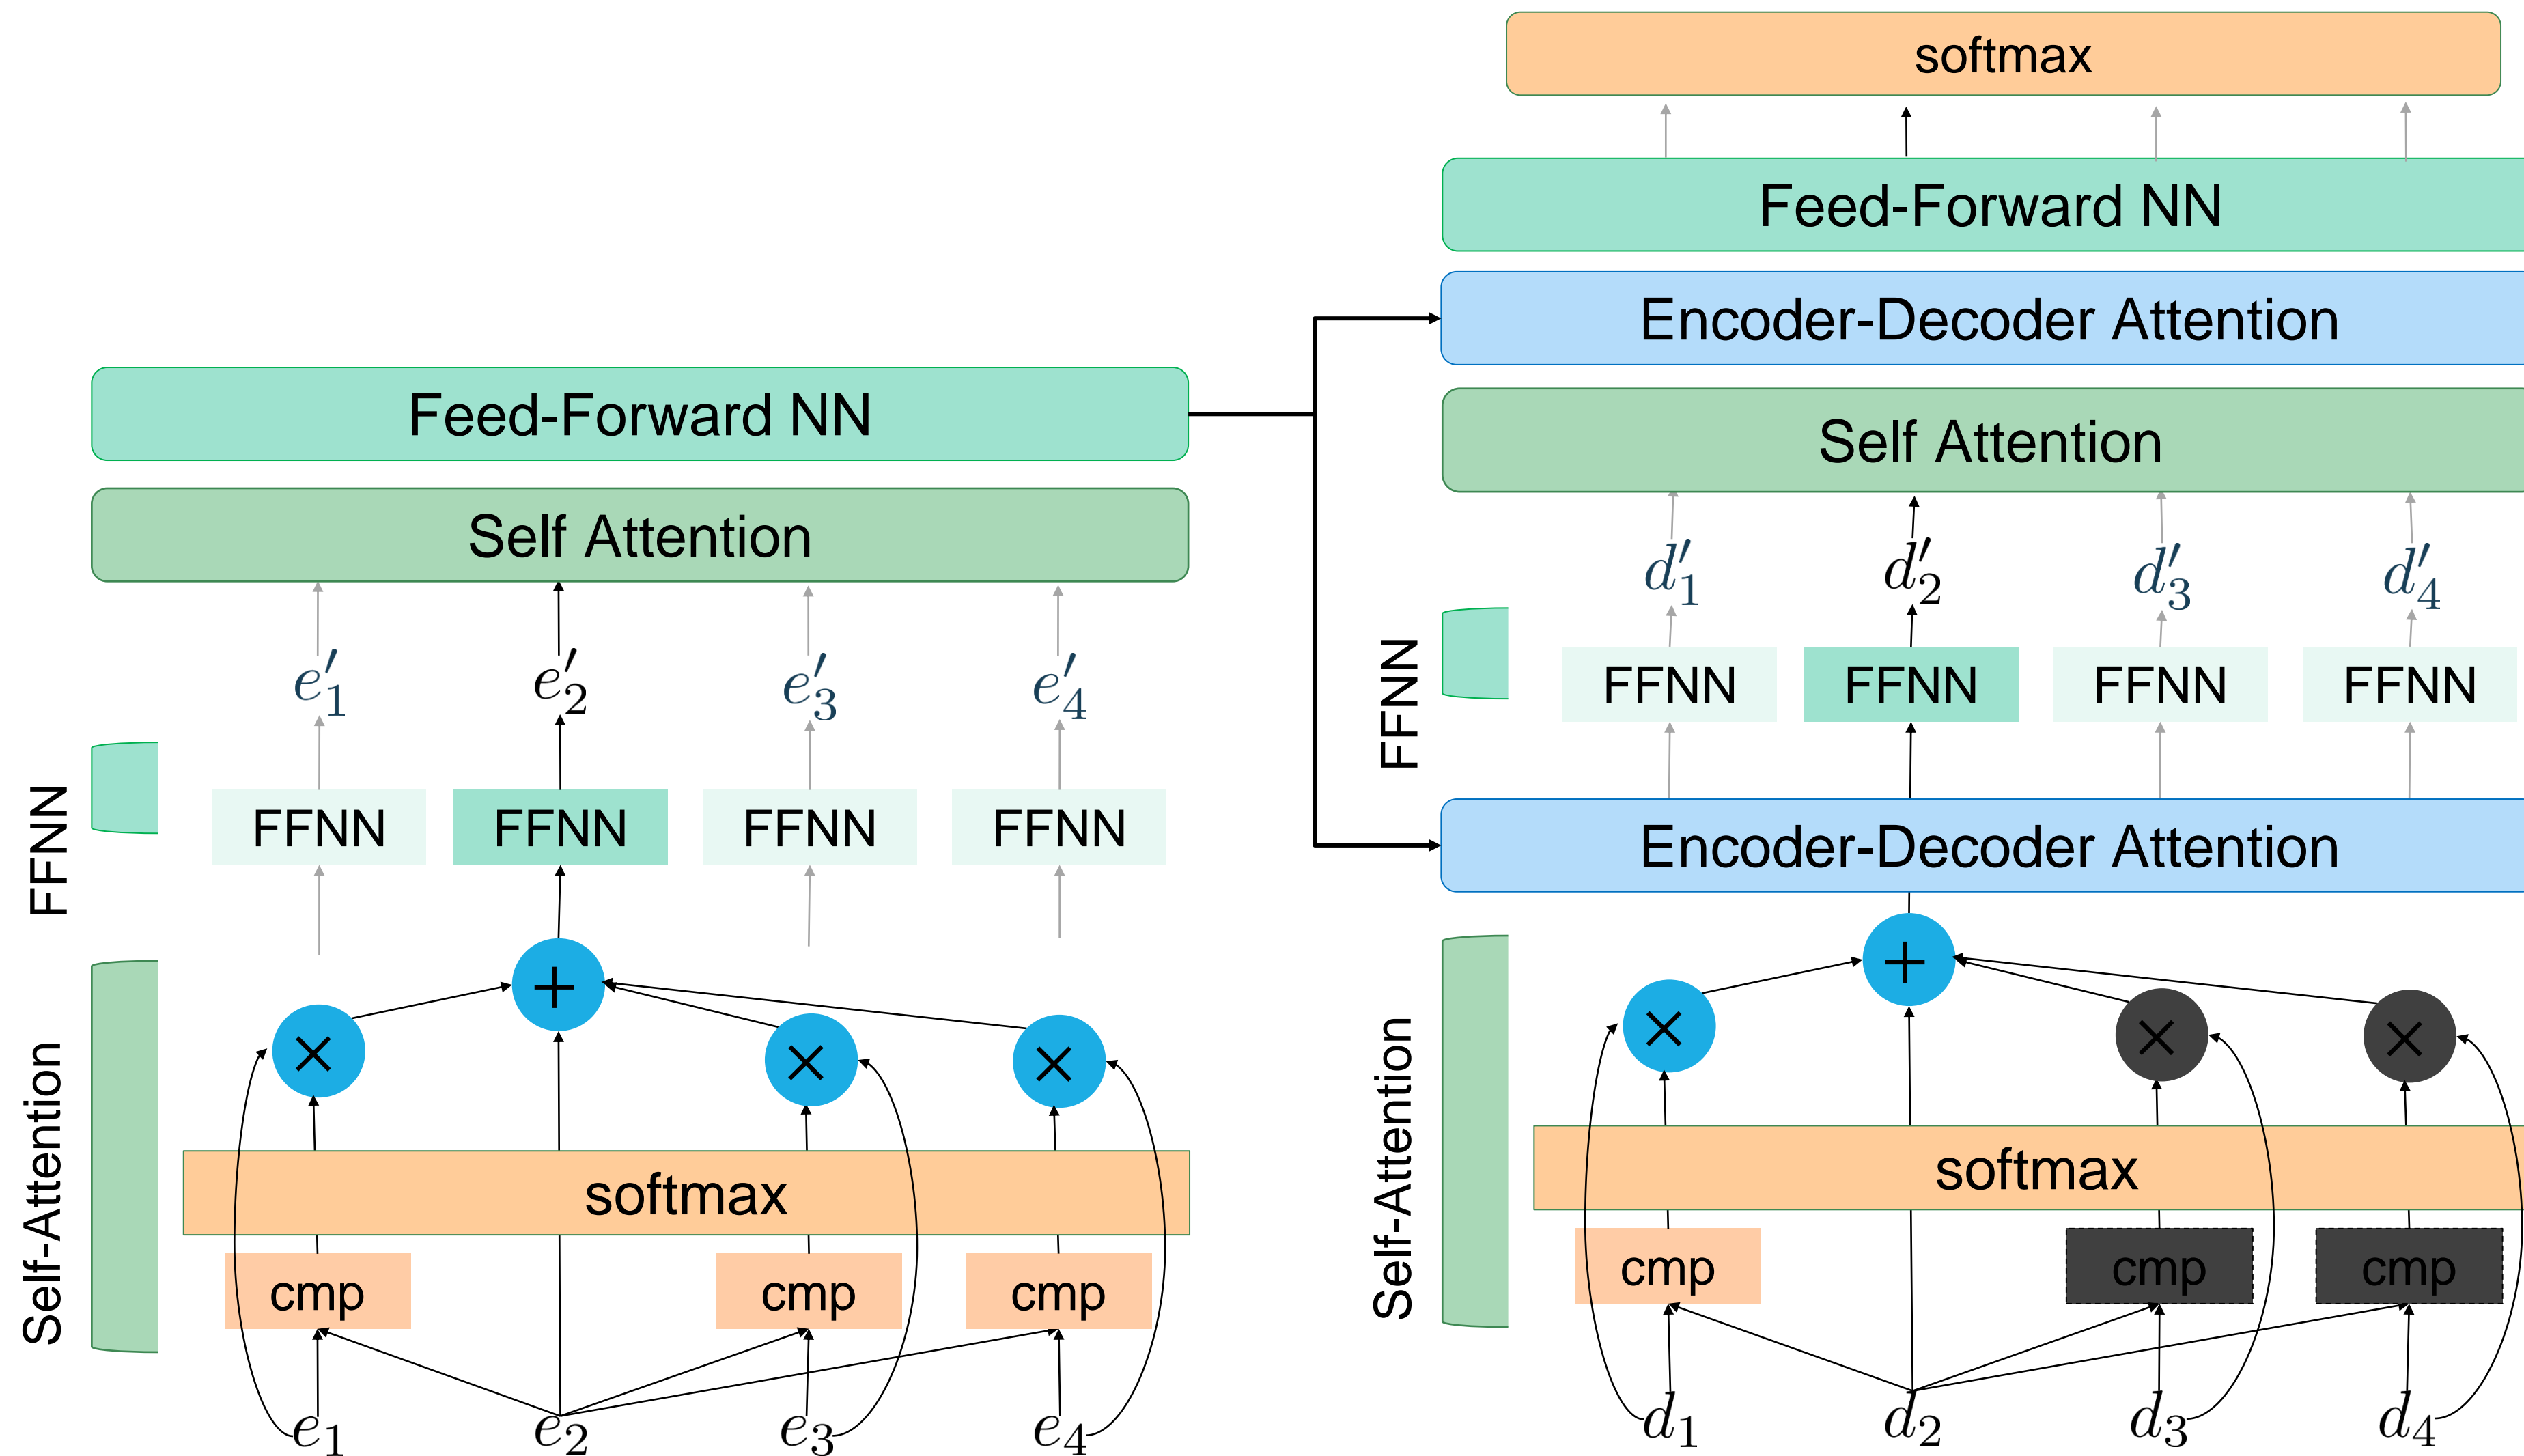 softmax
Feed-Forward NN
Encoder-Decoder Attention
Self Attention
d′1 d′2 d′3 d′4
FFNN
FFNN FFNN FFNN FFNN
Encoder-Decoder Attention
+
× × ×
Self-Attention
softmax
cmp cmp cmp
d1 d2 d3 d4
Feed-Forward NN
Self Attention
e′1 e′2 e′3 e′4
FFNN
FFNN FFNN FFNN FFNN
+
× × ×
Self-Attention
softmax
cmp cmp cmp
e1 e2 e3 e4